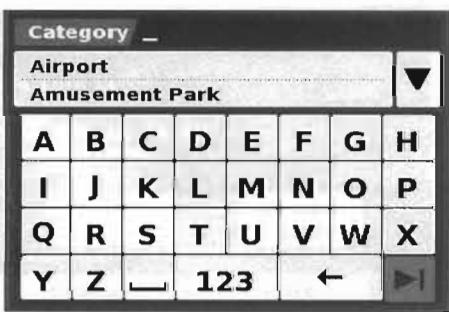 Category _
Airport
Amusement Park
A B C D E F G H
I J K L M N O P
Q R S T U V W X
Y Z 123 ←